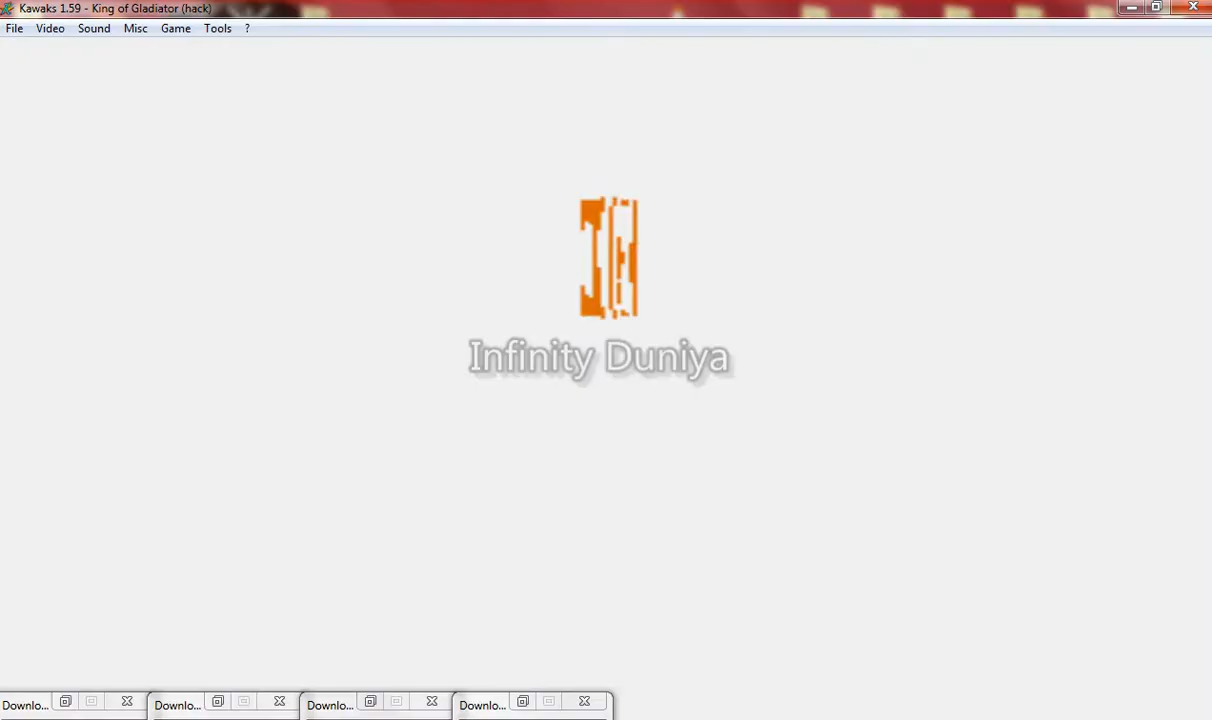 Kawaks 1.59 - King of Gladiator (hack)
File Video Sound Misc Game Tools ?
Infinity Duniya
Downlo... Downlo... Downlo... Downlo...